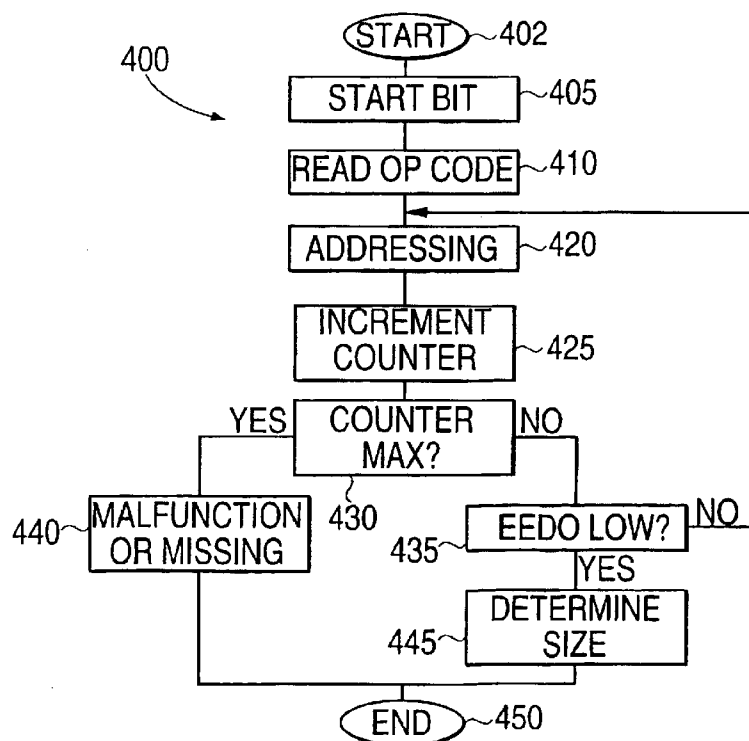 START 402
400
START BIT 405
READ OP CODE 410
ADDRESSING 420
INCREMENT
COUNTER 425
YES COUNTER NO
MAX?
430
440 MALFUNCTION
OR MISSING
EEDO LOW? NO
435
YES
DETERMINE
SIZE
445
END 450